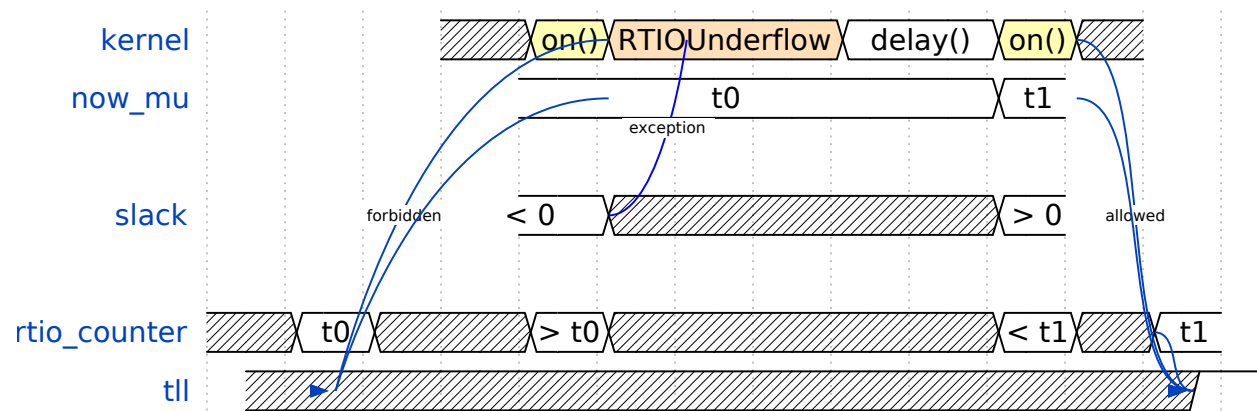 kernel on() RTIOUnderflow delay() on()
now_mu t0 t1
exception
slack forbidden < 0 > 0 allowed
rtio_counter t0 > t0 < t1 t1
tll